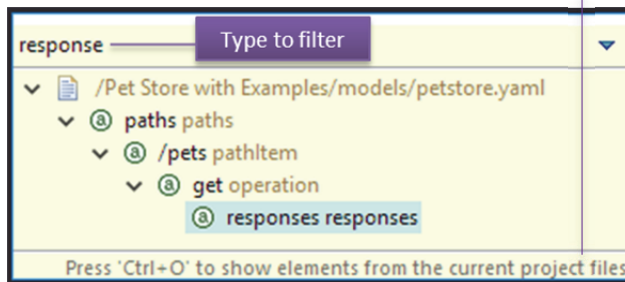 response
Type to filter
/Pet Store with Examples/models/petstore.yaml
a paths paths
a /pets pathItem
a get operation
a responses responses
Press 'Ctrl+O' to show elements from the current project files